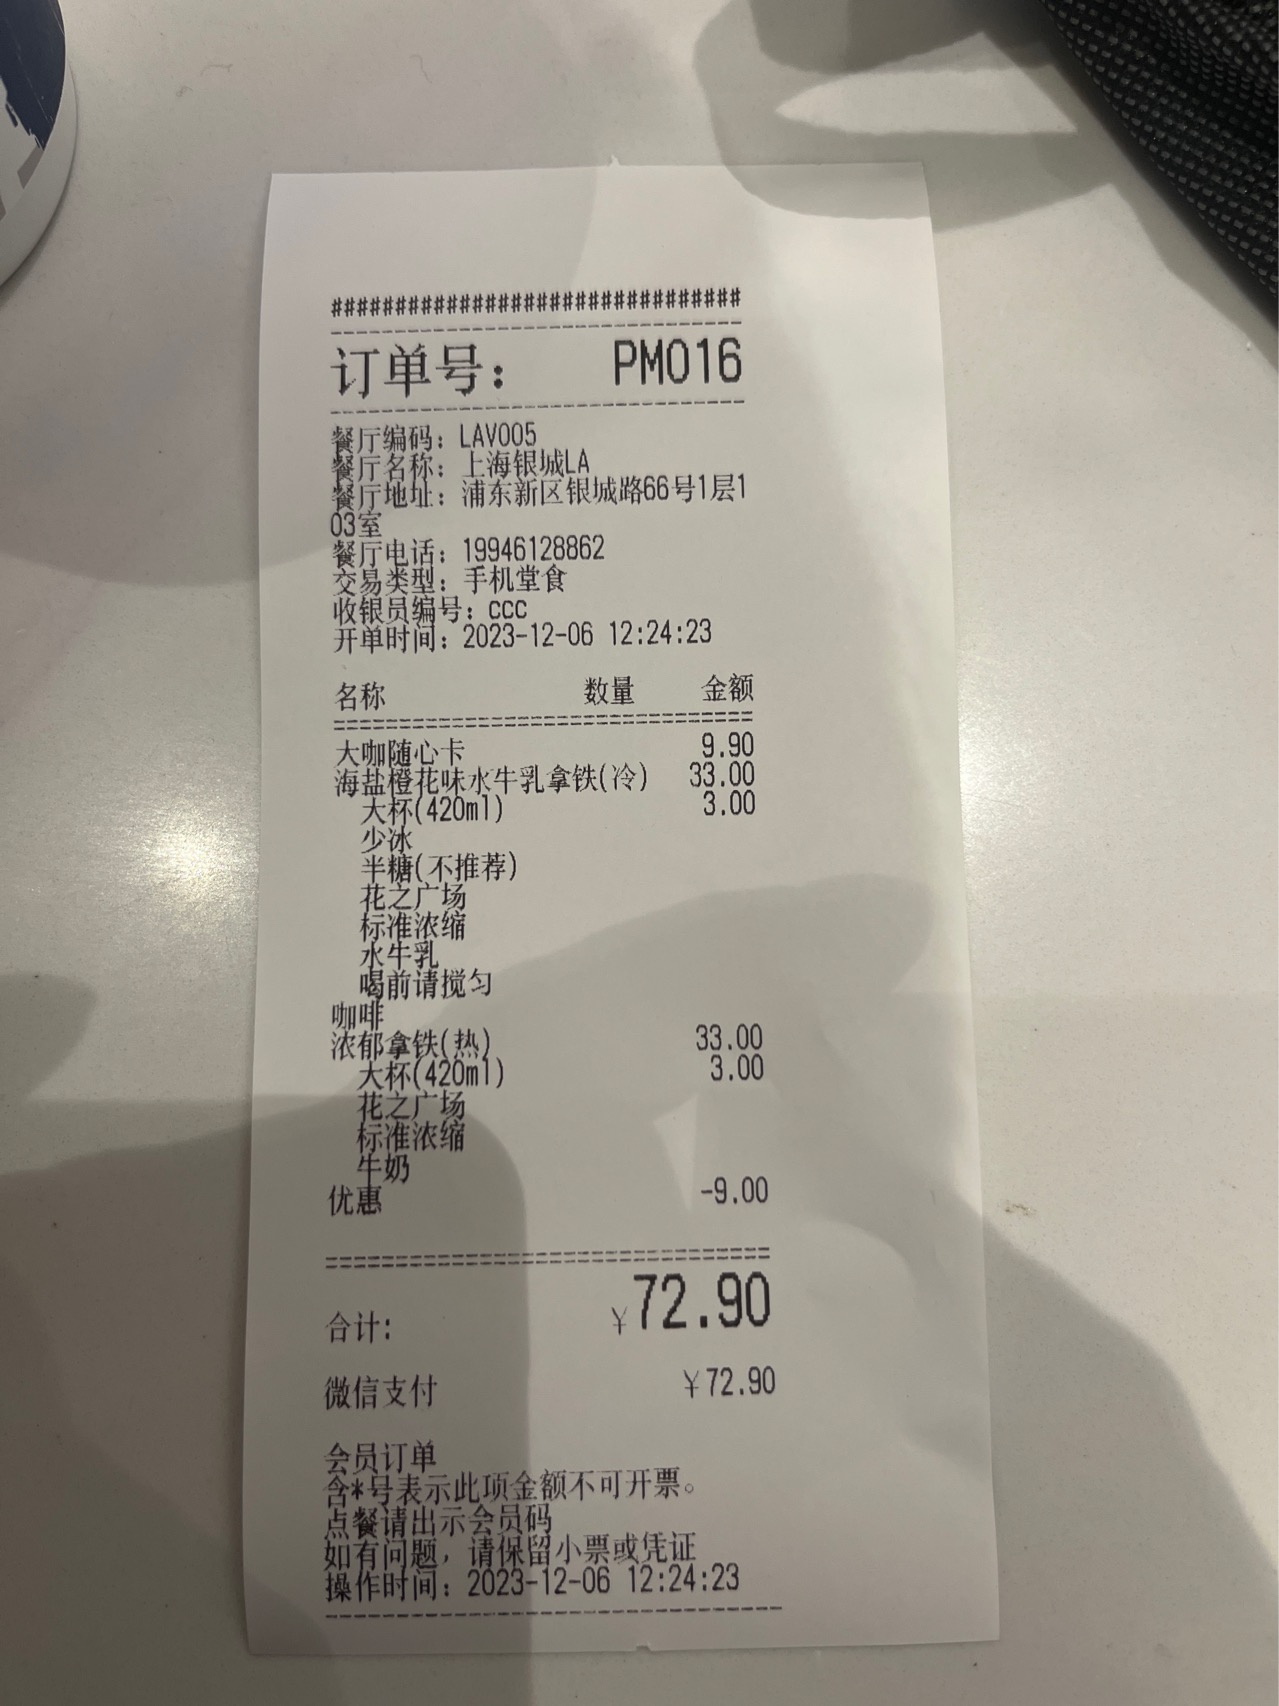 ################################
订单号： PM016
餐厅编码：LAV005
餐厅名称：上海银城LA
餐厅地址：浦东新区银城路66号1层1
03室
餐厅电话：19946128862
交易类型：手机堂食
收银员编号：ccc
开单时间：2023-12-06 12:24:23
名称 数量 金额
大咖随心卡 9.90
海盐橙花味水牛乳拿铁(冷) 33.00
大杯(420ml) 3.00
少冰
半糖(不推荐)
花之广场
标准浓缩
水牛乳
喝前请搅匀
咖啡
浓郁拿铁(热) 33.00
大杯(420ml) 3.00
花之广场
标准浓缩
牛奶
优惠 -9.00
合计: ¥72.90
微信支付 ¥72.90
会员订单
含*号表示此项金额不可开票。
点餐请出示会员码
如有问题，请保留小票或凭证
操作时间：2023-12-06 12:24:23